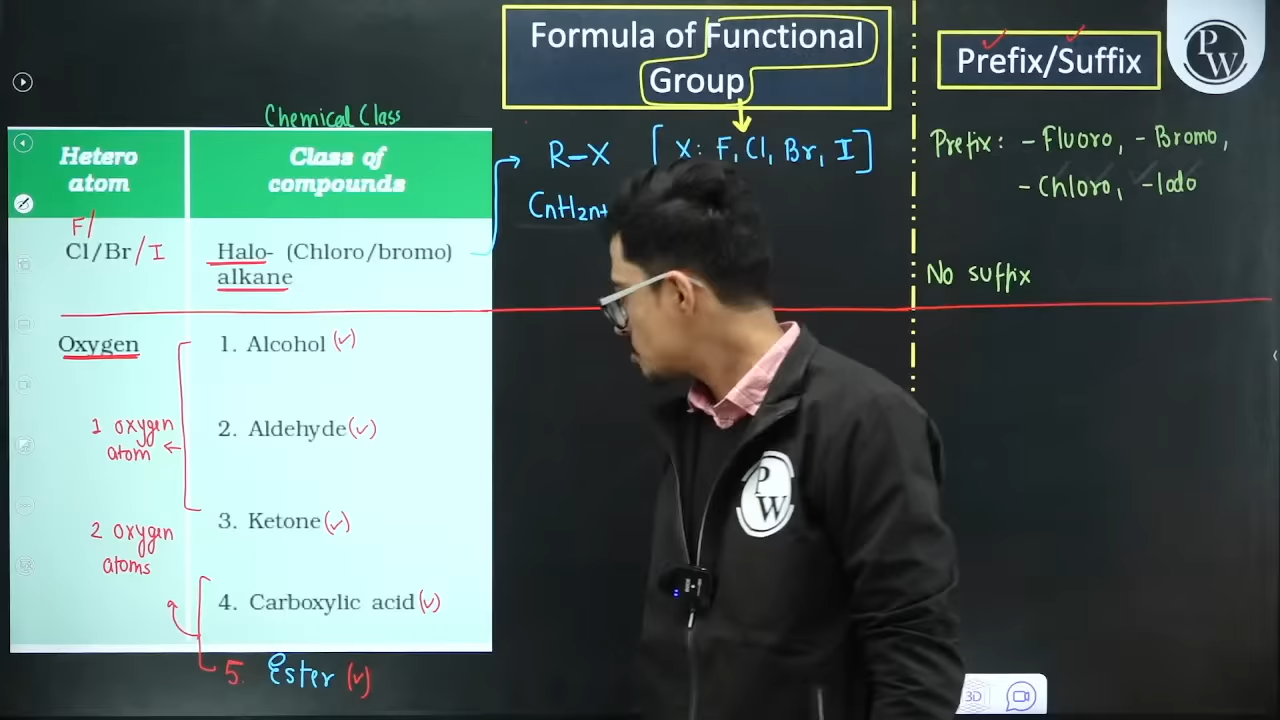 Formula of Functional
Group
Prefix/Suffix
P
W
Chemical Class
Hetero
atom
Class of
compounds
F/
Cl/Br/I
Halo- (Chloro/bromo)
alkane
R-X [X: F, Cl, Br, I]
Prefix: - Fluoro, - Bromo,
- Chloro, - Iodo
No suffix
Oxygen
1. Alcohol (✓)
2. Aldehyde (✓)
1 oxygen
atom
3. Ketone (✓)
2 oxygen
atoms
4. Carboxylic acid (✓)
5. Ester (✓)
P
W
3D